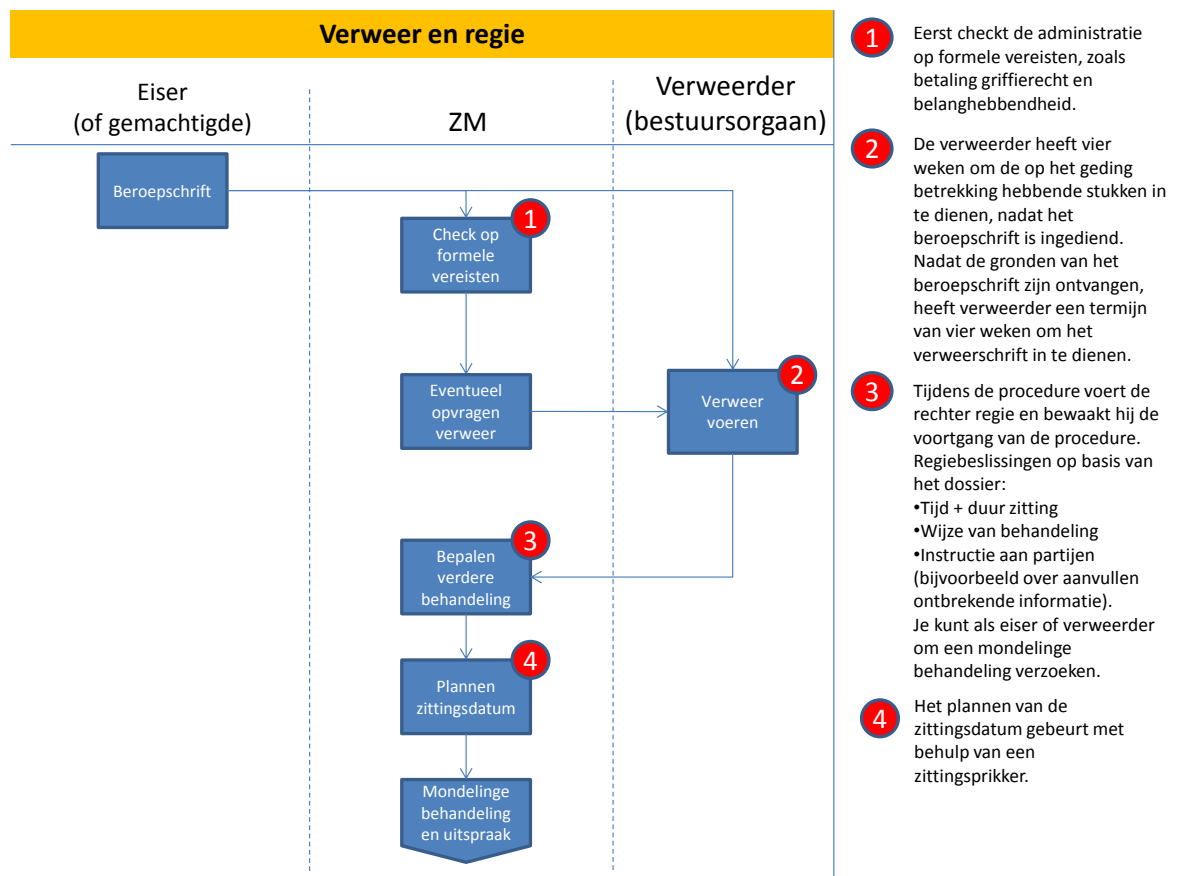 Verweer en regie
Eiser
(of gemachtigde)
ZM
Verweerder
(bestuursorgaan)
Beroepschrift
1
Check op
formele
vereisten
Eventueel
opvragen
verweer
2
Verweer
voeren
3
Bepalen
verdere
behandeling
4
Plannen
zittingsdatum
Mondelinge
behandeling
en uitspraak
1
Eerst checkt de administratie
op formele vereisten, zoals
betaling griffierecht en
belanghebbendheid.
2
De verweerder heeft vier
weken om de op het geding
betrekking hebbende stukken in
te dienen, nadat het
beroepschrift is ingediend.
Nadat de gronden van het
beroepschrift zijn ontvangen,
heeft verweerder een termijn
van vier weken om het
verweerschrift in te dienen.
3
Tijdens de procedure voert de
rechter regie en bewaakt hij de
voortgang van de procedure.
Regiebeslissingen op basis van
het dossier:
•Tijd + duur zitting
•Wijze van behandeling
•Instructie aan partijen
(bijvoorbeeld over aanvullen
ontbrekende informatie).
Je kunt als eiser of verweerder
om een mondelinge
behandeling verzoeken.
4
Het plannen van de
zittingsdatum gebeurt met
behulp van een
zittingsprikker.